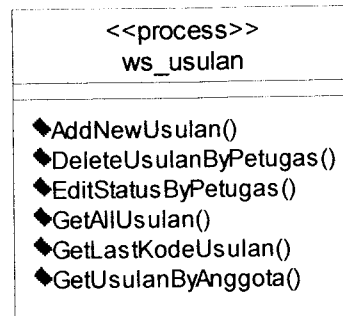 <<process>>
ws_usulan
AddNewUsulan()
DeleteUsulanByPetugas()
EditStatusByPetugas()
GetAllUsulan()
GetLastKodeUsulan()
GetUsulanByAnggota()